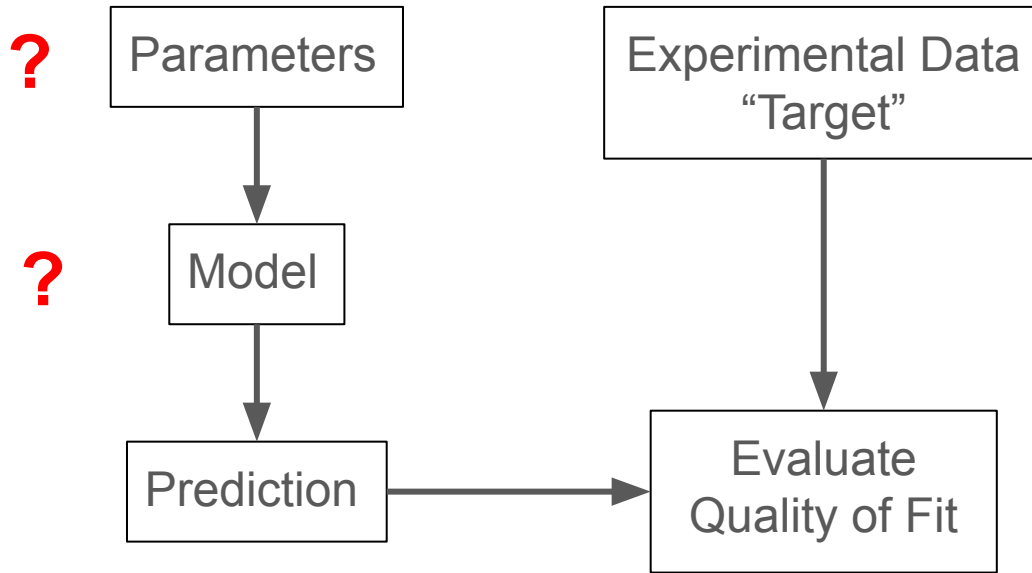 ?
Parameters
Experimental Data
“Target”
?
Model
Prediction
Evaluate
Quality of Fit